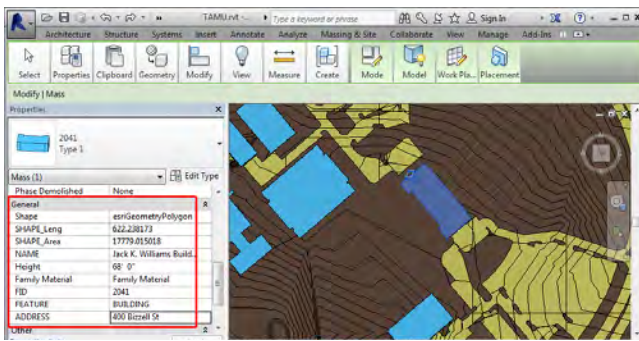 TAMU.rvt -...
Type a keyword or phrase
Sign In
Architecture Structure Systems Insert Annotate Analyze Massing & Site Collaborate View Manage Add-Ins
Select Properties Clipboard Geometry Modify View Measure Create Mode Model Work Pla... Placement
Modify | Mass
Properties
2041
Type 1
Mass (1)
Edit Type
Phase Demolished None
General
Shape esriGeometryPolygon
SHAPE_Leng 622.238173
SHAPE_Area 17779.015018
NAME Jack K. Williams Build...
Height 68' 0"
Family Material Family Material
FID 2041
FEATURE BUILDING
ADDRESS 400 Bizzell St
Other